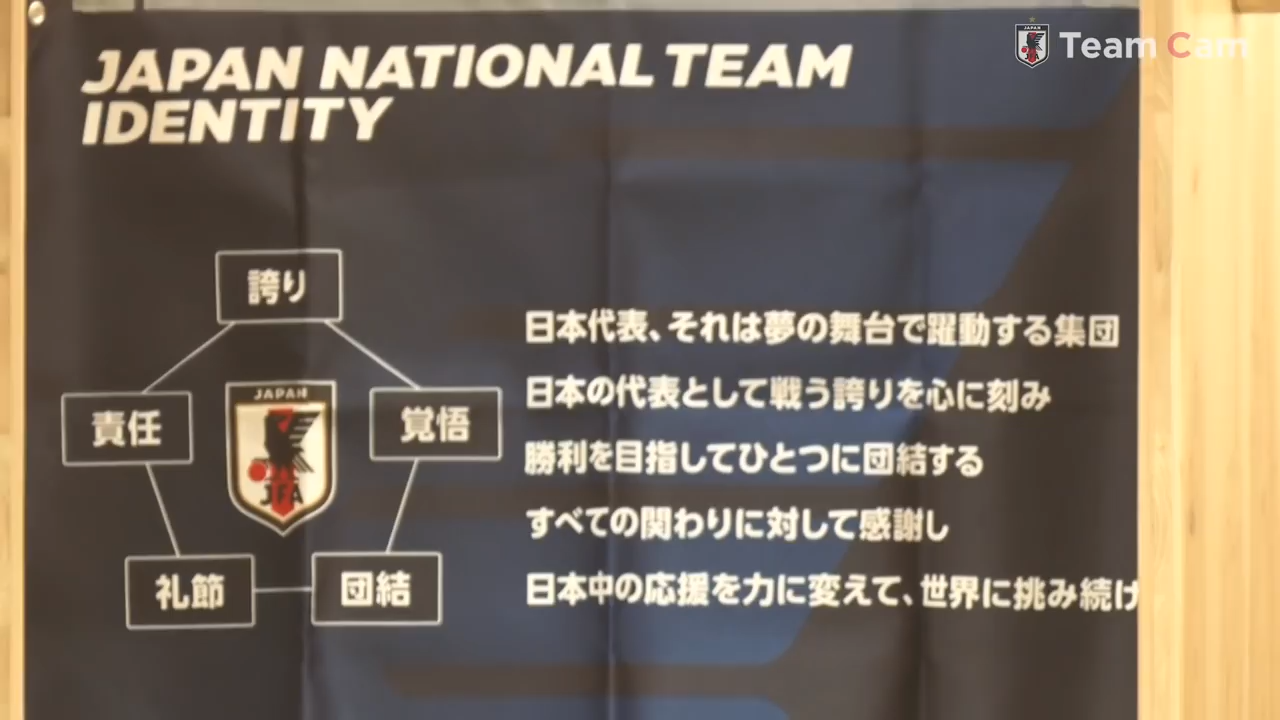 JAPAN
Team Cam
JAPAN NATIONAL TEAM
IDENTITY
誇り
責任
覚悟
JAPAN
JFA
礼節
団結
日本代表、それは夢の舞台で躍動する集団
日本の代表として戦う誇りを心に刻み
勝利を目指してひとつに団結する
すべての関わりに対して感謝し
日本中の応援を力に変えて、世界に挑み続け